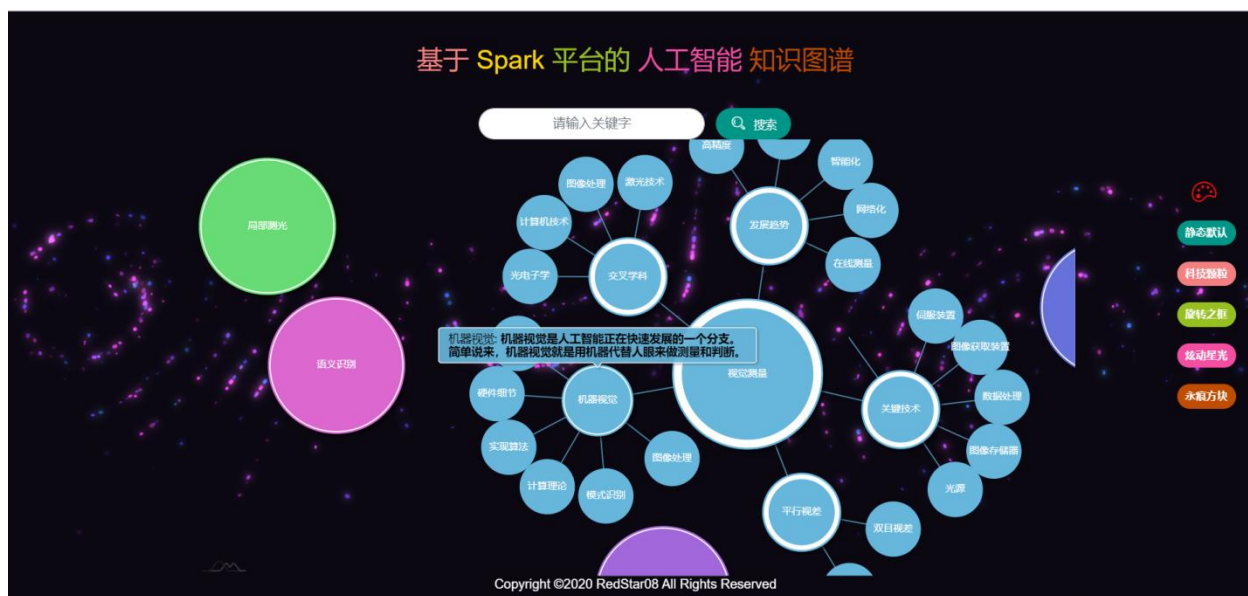 基于 Spark 平台的 人工智能 知识图谱
请输入关键字
搜索
高精度
智能化
图像处理
激光技术
网络化
计算机技术
发展趋势
局部测光
静态默认
在线测量
光电子学
交叉学科
科技颗粒
伺服装置
旋转之框
机器视觉: 机器视觉是人工智能正在快速发展的一个分支。
简单说来，机器视觉就是用机器代替人眼来做测量和判断。
图像获取装置
炫动星光
语义识别
视觉测量
硬件细节
机器视觉
关键技术
数据处理
永痕方块
实现算法
图像处理
图像存储器
计算理论
模式识别
光源
平行视差
双目视差
Copyright ©2020 RedStar08 All Rights Reserved